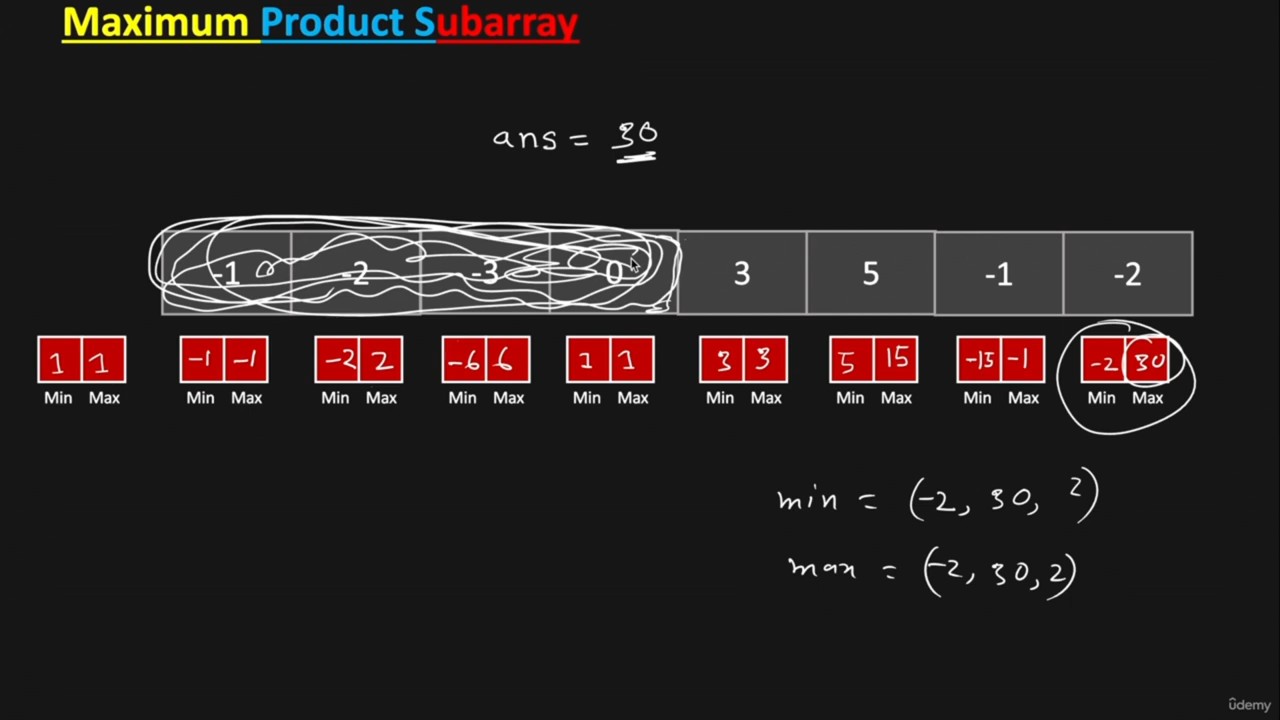 Maximum Product Subarray
ans = 30
-1 -2 -3 0 3 5 -1 -2
1 1 -1 -1 -2 2 -6 6 1 1 3 3 5 15 -15 -1 -2 30
Min Max Min Max Min Max Min Max Min Max Min Max Min Max Min Max Min Max
min = (-2, 30, 2)
max = (-2, 30, 2)
ûdemy